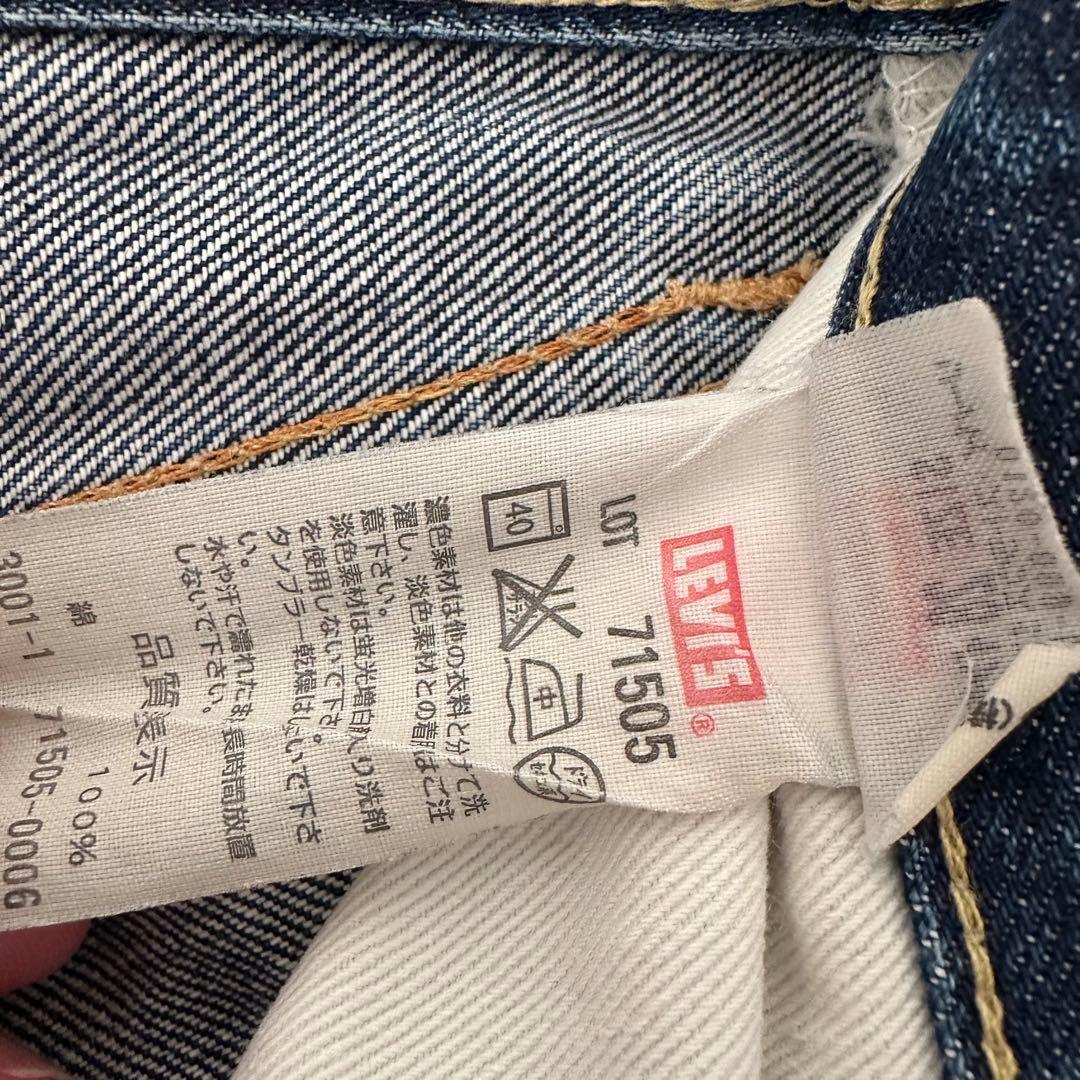 LEVI'S®
LOT 71505
40
中
ドライ
濃色素材は他の衣料と分けて洗
濯し、淡色素材との着用はご注
意下さい。
淡色素材は蛍光増白入り洗剤
を使用しないで下さい。
タンブラー乾燥はしないで下さ
い。
水や汗で濡れたまま長時間放置
しないで下さい。
品質表示
綿 100%
3001-1 71505-0006